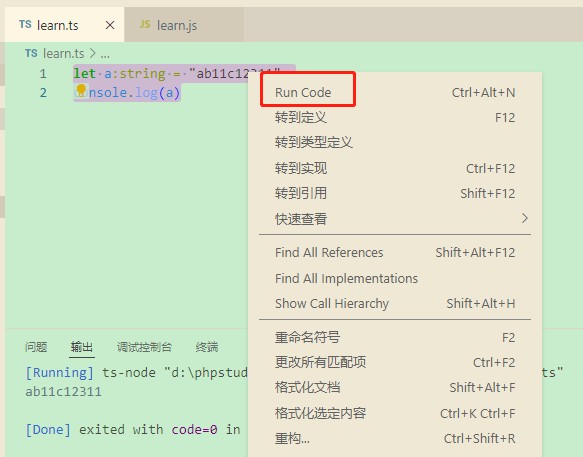 TS learn.ts × JS learn.js
TS learn.ts > ...
1 let a:string = "ab11c12311"
2 console.log(a)
Run Code Ctrl+Alt+N
转到定义 F12
转到类型定义
转到实现 Ctrl+F12
转到引用 Shift+F12
快速查看 >
Find All References Shift+Alt+F12
Find All Implementations
Show Call Hierarchy Shift+Alt+H
重命名符号 F2
更改所有匹配项 Ctrl+F2
格式化文档 Shift+Alt+F
格式化选定内容 Ctrl+K Ctrl+F
重构... Ctrl+Shift+R
问题 输出 调试控制台 终端
[Running] ts-node "d:\phpstud ts"
ab11c12311
[Done] exited with code=0 in